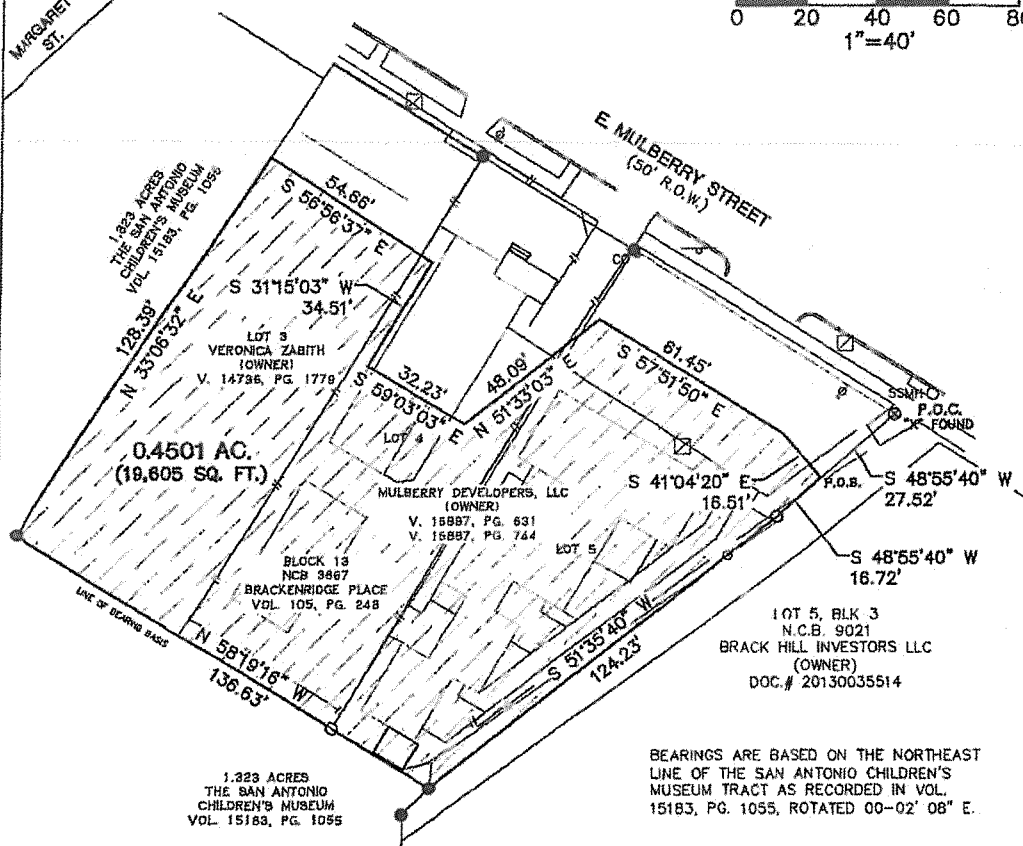 MARGARET
ST.
0 20 40 60 80
1"=40'
E. MULBERRY STREET
(50' R.O.W.)
1.323 ACRES
THE SAN ANTONIO
CHILDREN'S MUSEUM
VOL. 15183, PG. 1055
54.66'
S 56°56'37" E
S 31°15'03" W
34.51'
128.39'
N 33°06'32" E
LOT 3
VERONICA ZABITH
(OWNER)
V. 14736, PG. 1779
32.23'
S 59°03'03" E
48.09'
N 51°33'03" E
61.45'
S 57°51'50" E
CO
SSMH
P.O.C.
"X" FOUND
0.4501 AC.
(19,605 SQ. FT.)
LOT 4
MULBERRY DEVELOPERS, LLC
(OWNER)
V. 15887, PG. 631
V. 15887, PG. 744
S 41°04'20" E
16.51'
P.O.B.
S 48°55'40" W
27.52'
LOT 5
S 48°55'40" W
16.72'
BLOCK 13
NCB 3667
BRACKENRIDGE PLACE
VOL. 105, PG. 248
LINE OF BEARING BASIS
N 58°19'16" W
136.63'
S 51°35'40" W
124.23'
LOT 5, BLK 3
N.C.B. 9021
BRACK HILL INVESTORS LLC
(OWNER)
DOC.# 20130035514
1.323 ACRES
THE SAN ANTONIO
CHILDREN'S MUSEUM
VOL. 15183, PG. 1055
BEARINGS ARE BASED ON THE NORTHEAST
LINE OF THE SAN ANTONIO CHILDREN'S
MUSEUM TRACT AS RECORDED IN VOL.
15183, PG. 1055, ROTATED 00-02' 08" E.